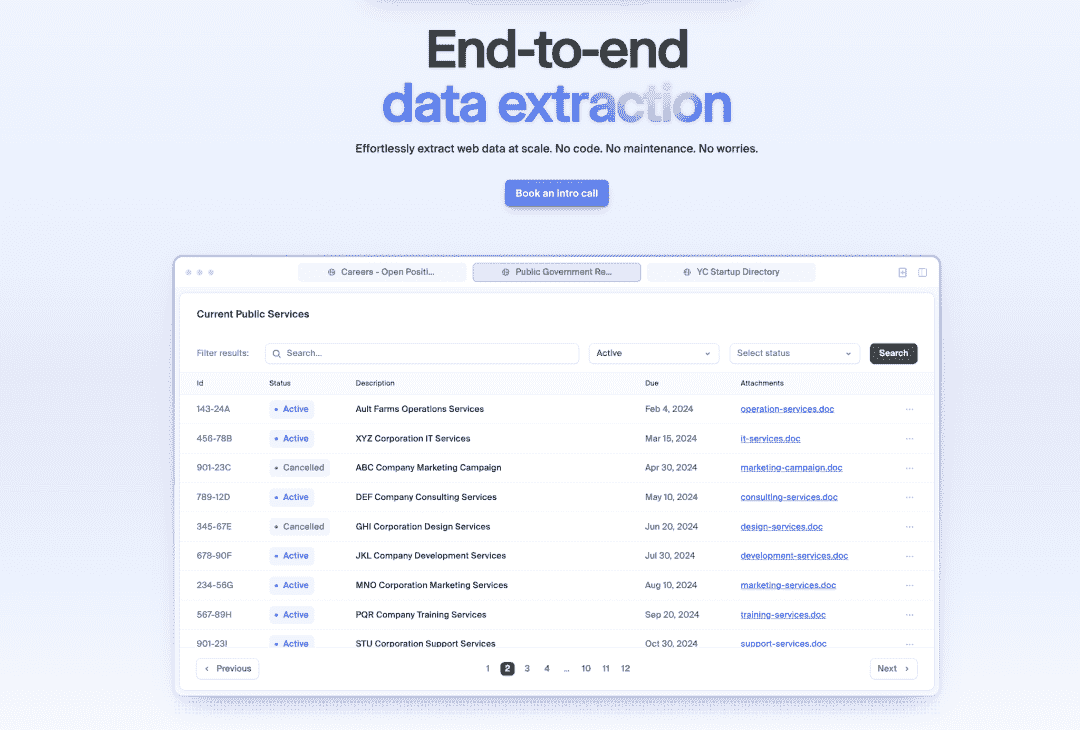 End-to-end
data extraction
Effortlessly extract web data at scale. No code. No maintenance. No worries.
Book an intro call
Careers - Open Positi... Public Government Re... YC Startup Directory
Current Public Services
Filter results: Search... Active Select status Search
Id Status Description Due Attachments
143-24A Active Ault Farms Operations Services Feb 4, 2024 operation-services.doc ...
456-78B Active XYZ Corporation IT Services Mar 15, 2024 it-services.doc ...
901-23C Cancelled ABC Company Marketing Campaign Apr 30, 2024 marketing-campaign.doc ...
789-12D Active DEF Company Consulting Services May 10, 2024 consulting-services.doc ...
345-67E Cancelled GHI Corporation Design Services Jun 20, 2024 design-services.doc ...
678-90F Active JKL Company Development Services Jul 30, 2024 development-services.doc ...
234-56G Active MNO Corporation Marketing Services Aug 10, 2024 marketing-services.doc ...
567-89H Active PQR Company Training Services Sep 20, 2024 training-services.doc ...
901-23I Active STU Corporation Support Services Oct 30, 2024 support-services.doc ...
Previous 1 2 3 4 ... 10 11 12 Next